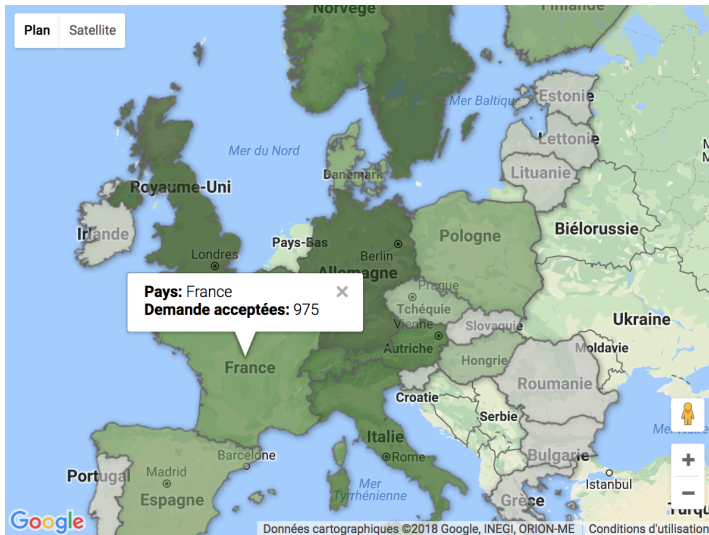 Norvège
Finlande
Plan Satellite
Mer Baltique
Estonie
Lettonie
Mer du Nord
Danemark
Lituanie
Royaume-Uni
Biélorussie
Irlande
Pays-Bas
Pologne
Londres
Berlin
Allemagne
Prague
Pays: France
Demande acceptées: 975
Tchéquie
Ukraine
Vienne
Slovaquie
Autriche
Moldavie
Hongrie
France
Roumanie
Croatie
Serbie
Italie
Barcelone
Rome
Bulgarie
Madrid
Portugal
Mer
Tyrrhénienne
Istanbul
Espagne
Grèce
Google
Données cartographiques ©2018 Google, INEGI, ORION-ME Conditions d'utilisation